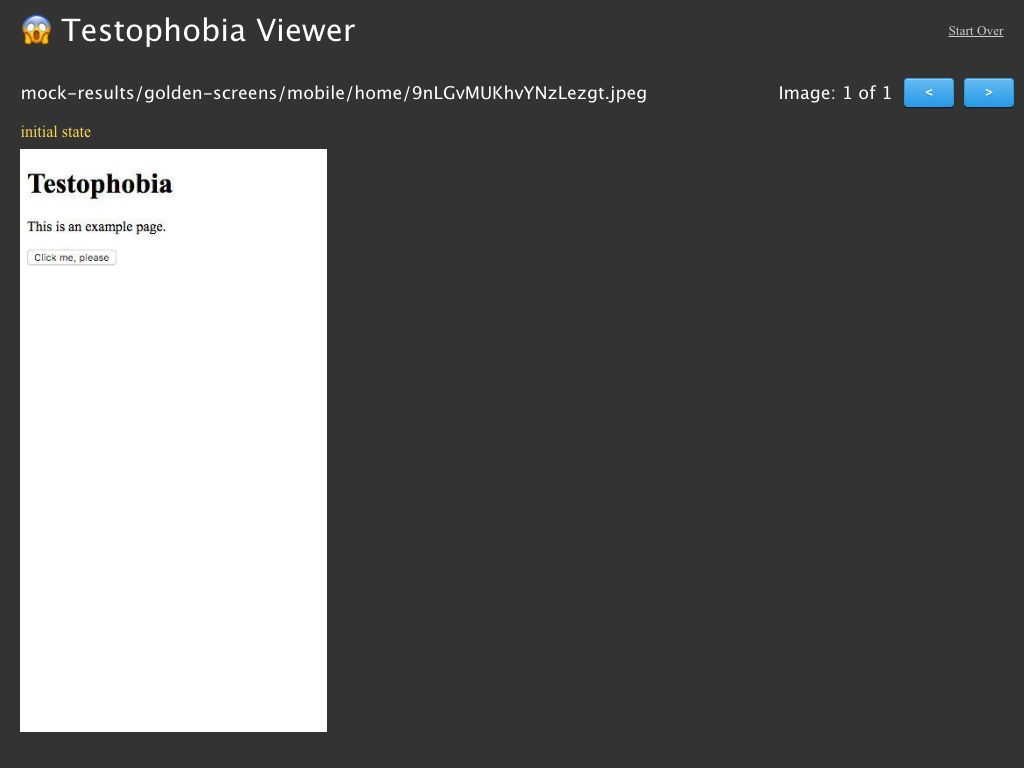 😱 Testophobia Viewer
Start Over
mock-results/golden-screens/mobile/home/9nLGvMUKhvYNzLezgt.jpeg
Image: 1 of 1
<
>
initial state
Testophobia
This is an example page.
Click me, please